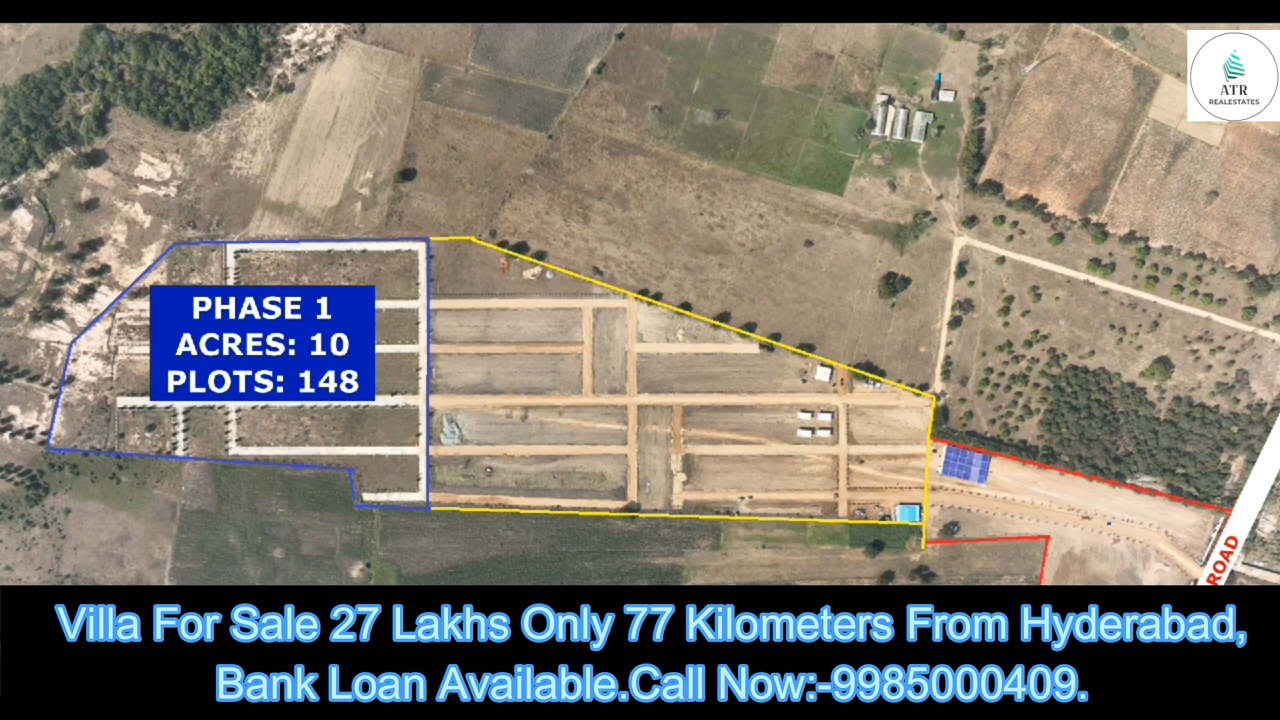 ATR
REALESTATES
PHASE 1
ACRES: 10
PLOTS: 148
ROAD
Villa For Sale 27 Lakhs Only 77 Kilometers From Hyderabad,
Bank Loan Available.Call Now:-9985000409.